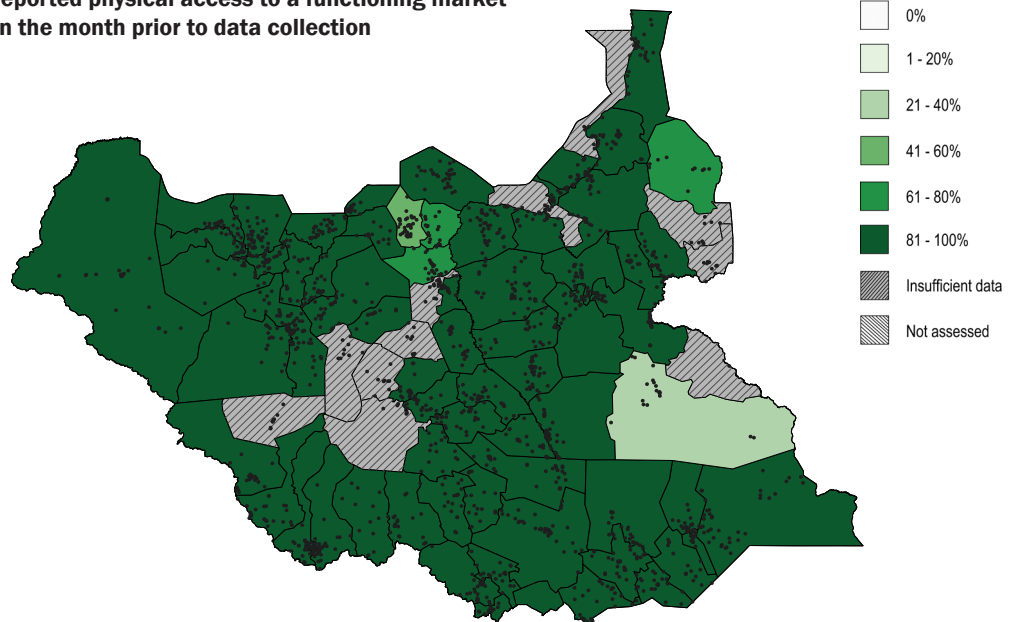 reported physical access to a functioning market
n the month prior to data collection
0%
1 - 20%
21 - 40%
41 - 60%
61 - 80%
81 - 100%
Insufficient data
Not assessed